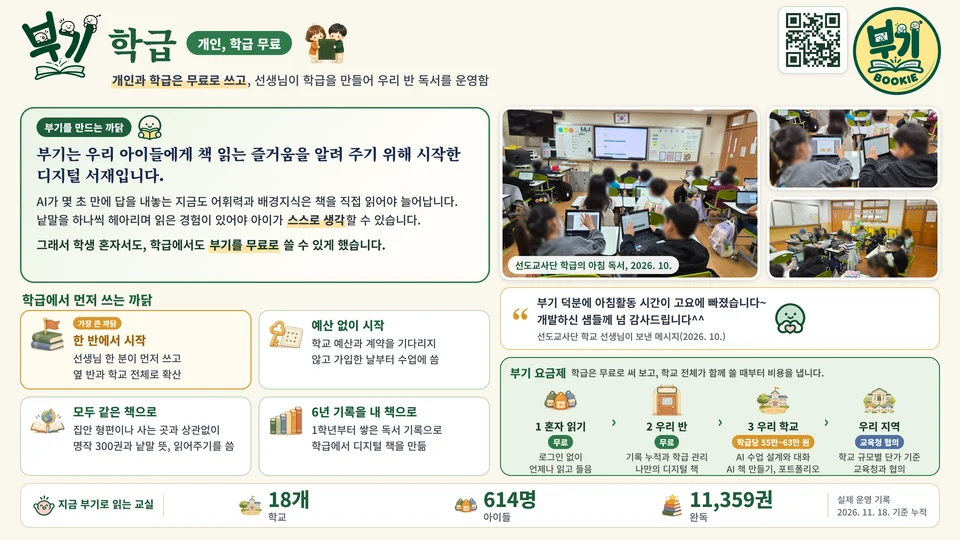 부기 학급 개인, 학급 무료
개인과 학급은 무료로 쓰고, 선생님이 학급을 만들어 우리 반 독서를 운영함
부기
BOOKIE
부기를 만드는 까닭
부기는 우리 아이들에게 책 읽는 즐거움을 알려 주기 위해 시작한
디지털 서재입니다.
AI가 몇 초 만에 답을 내놓는 지금도 어휘력과 배경지식은 책을 직접 읽어야 늘어납니다.
낱말을 하나씩 헤아리며 읽은 경험이 있어야 아이가 스스로 생각할 수 있습니다.
그래서 학생 혼자서도, 학급에서도 부기를 무료로 쓸 수 있게 했습니다.
선도교사단 학급의 아침 독서, 2026. 10.
학급에서 먼저 쓰는 까닭
가장 큰 까닭
한 반에서 시작
선생님 한 분이 먼저 쓰고
옆 반과 학교 전체로 확산
예산 없이 시작
학교 예산과 계약을 기다리지
않고 가입한 날부터 수업에 씀
모두 같은 책으로
집안 형편이나 사는 곳과 상관없이
명작 300권과 낱말 뜻, 읽어주기를 씀
6년 기록을 내 책으로
1학년부터 쌓은 독서 기록으로
학급에서 디지털 책을 만듦
“ 부기 덕분에 아침활동 시간이 고요에 빠졌습니다~
개발하신 샘들께 넘 감사드립니다^^
선도교사단 학교 선생님이 보낸 메시지(2026. 10.)
부기 요금제 학급은 무료로 써 보고, 학교 전체가 함께 쓸 때부터 비용을 냅니다.
1 혼자 읽기
무료
로그인 없이
언제나 읽고 들음
›
2 우리 반
무료
기록 누적과 학급 관리
나만의 디지털 책
›
3 우리 학교
학급당 55만~63만 원
AI 수업 설계와 대화
AI 책 만들기, 포트폴리오
›
우리 지역
교육청 협의
학교 규모별 단가 기준
교육청과 협의
지금 부기로 읽는 교실
18개
학교
614명
아이들
11,359권
완독
실제 운영 기록
2026. 11. 18. 기준 누적